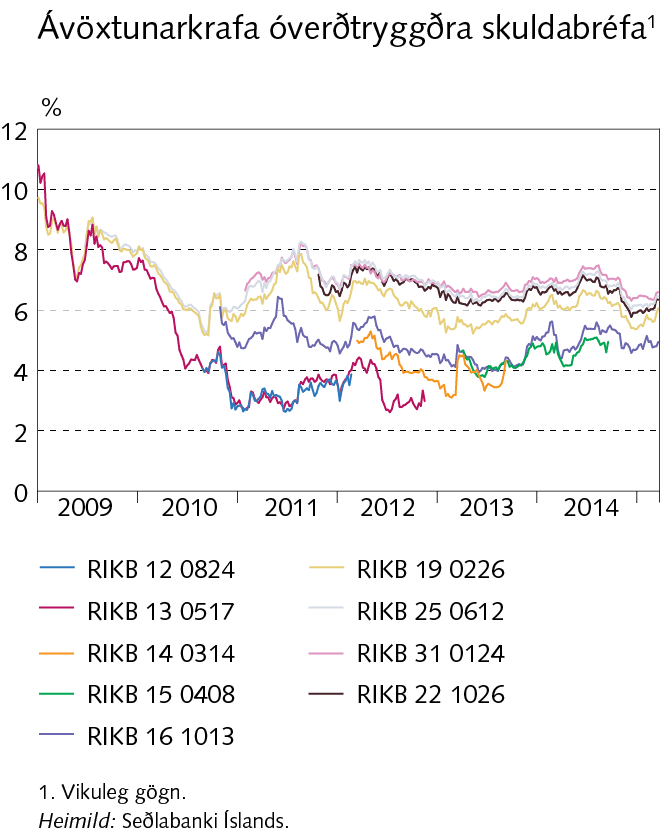 Ávöxtunarkrafa óverðtryggðra skuldabréfa¹
%
12
10
8
6
4
2
0
2009 2010 2011 2012 2013 2014
RIKB 12 0824
RIKB 13 0517
RIKB 14 0314
RIKB 15 0408
RIKB 16 1013
RIKB 19 0226
RIKB 25 0612
RIKB 31 0124
RIKB 22 1026
1. Vikuleg gögn.
Heimild: Seðlabanki Íslands.